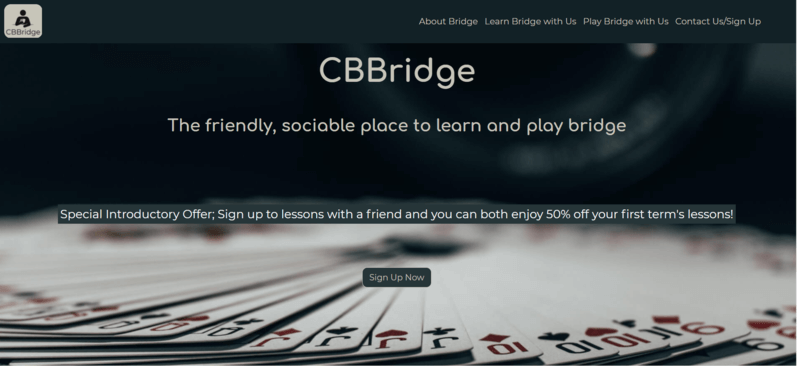 CBBridge
About Bridge Learn Bridge with Us Play Bridge with Us Contact Us/Sign Up
CBBridge
The friendly, sociable place to learn and play bridge
Special Introductory Offer; Sign up to lessons with a friend and you can both enjoy 50% off your first term's lessons!
Sign Up Now